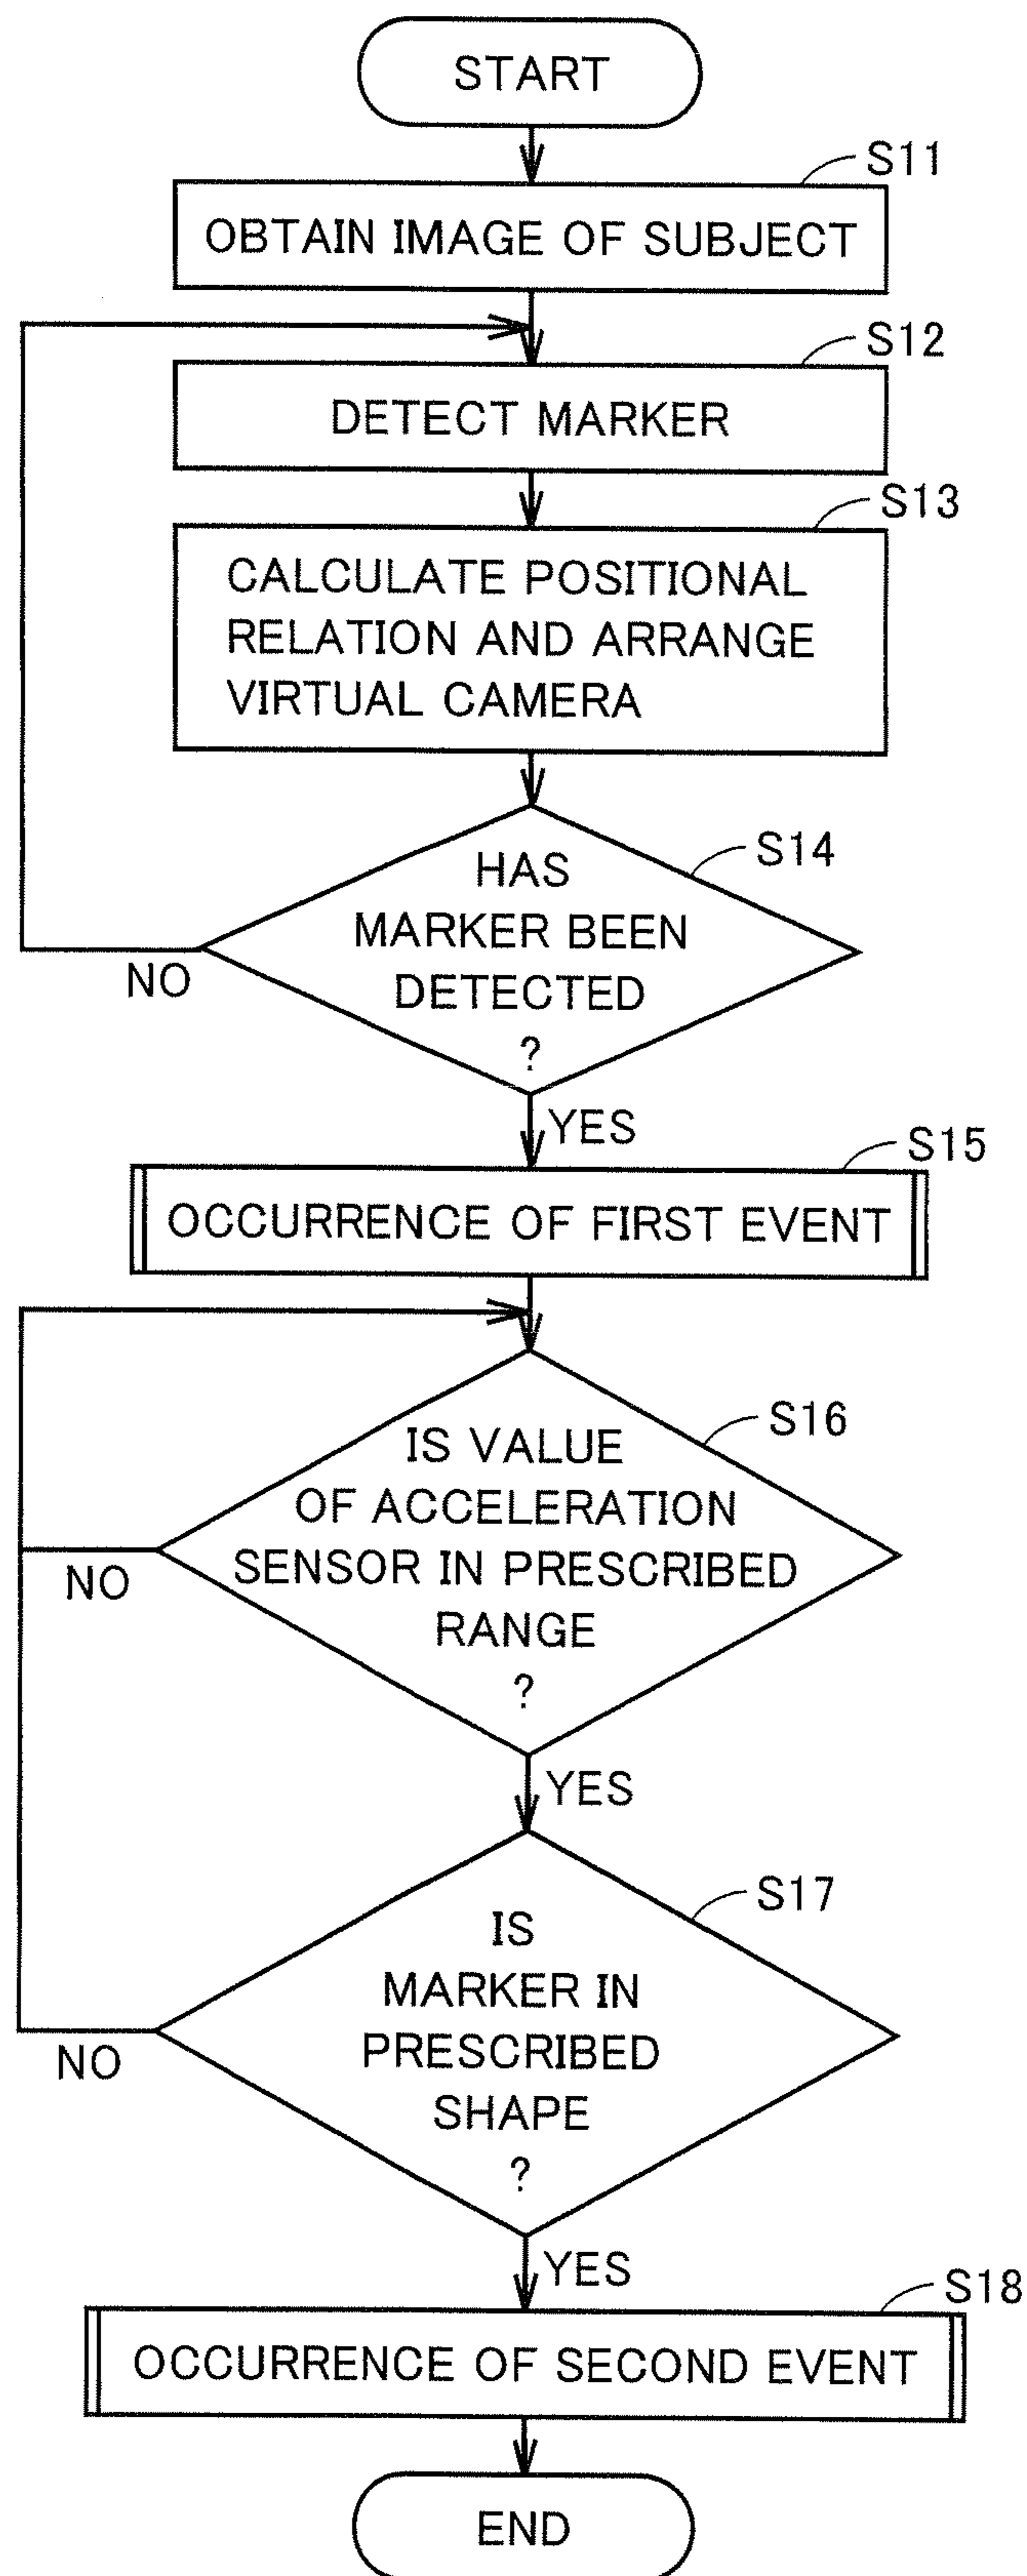 START
S11
OBTAIN IMAGE OF SUBJECT
S12
DETECT MARKER
S13
CALCULATE POSITIONAL
RELATION AND ARRANGE
VIRTUAL CAMERA
S14
HAS
MARKER BEEN
DETECTED
?
NO
YES
S15
OCCURRENCE OF FIRST EVENT
S16
IS VALUE
OF ACCELERATION
SENSOR IN PRESCRIBED
RANGE
?
NO
YES
S17
IS
MARKER IN
PRESCRIBED
SHAPE
?
NO
YES
S18
OCCURRENCE OF SECOND EVENT
END